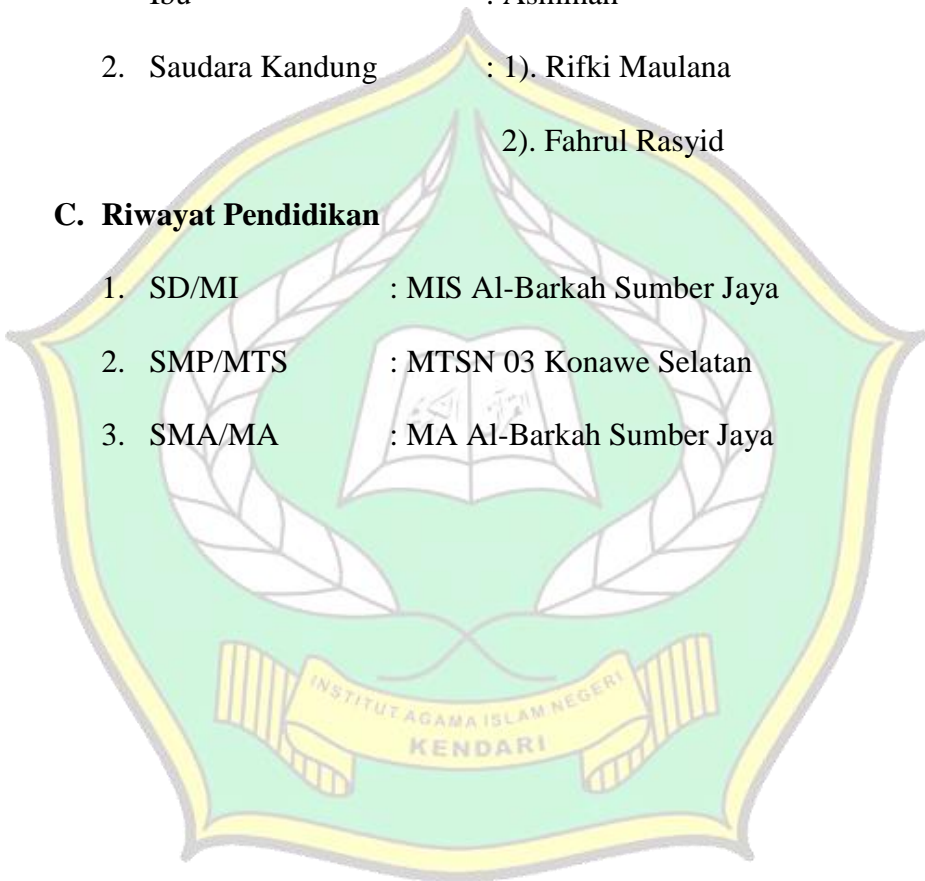 2. Saudara Kandung : 1). Rifki Maulana
2). Fahrul Rasyid
C. Riwayat Pendidikan
1. SD/MI : MIS Al-Barkah Sumber Jaya
2. SMP/MTS : MTSN 03 Konawe Selatan
3. SMA/MA : MA Al-Barkah Sumber Jaya
INSTITUT AGAMA ISLAM NEGERI
KENDARI